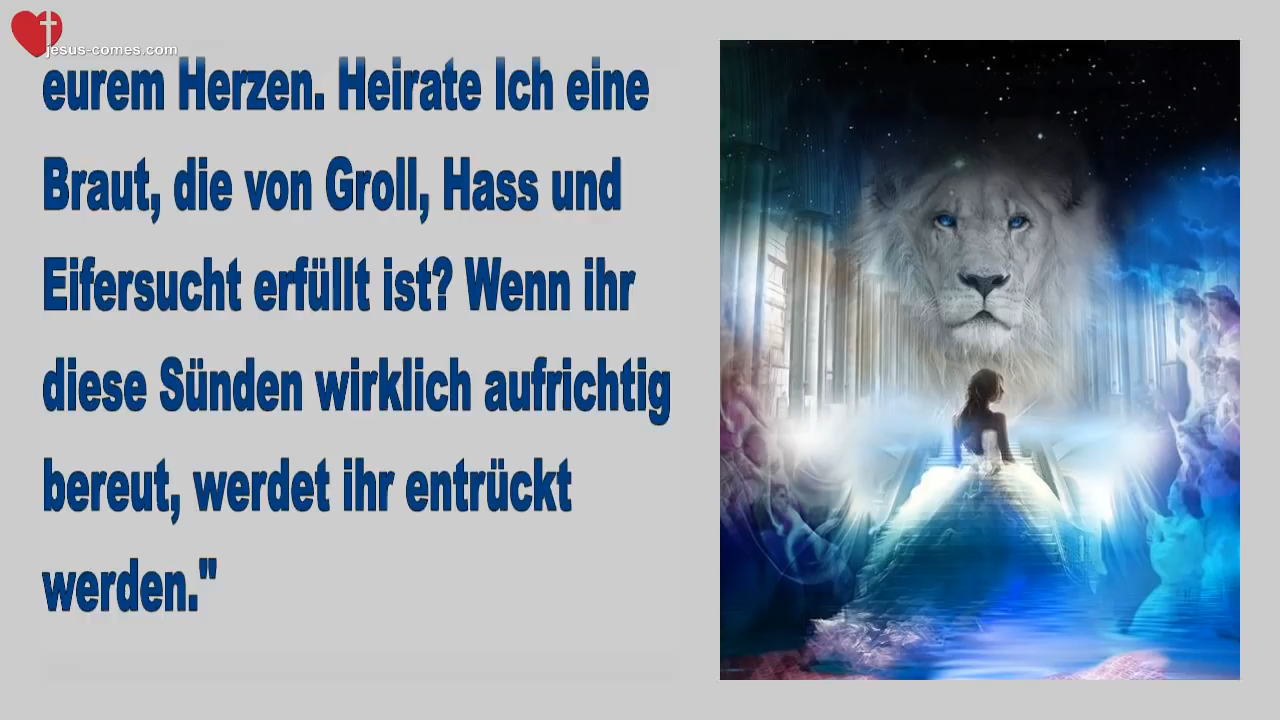 jesus-comes.com
eurem Herzen. Heirate Ich eine
Braut, die von Groll, Hass und
Eifersucht erfüllt ist? Wenn ihr
diese Sünden wirklich aufrichtig
bereut, werdet ihr entrückt
werden."